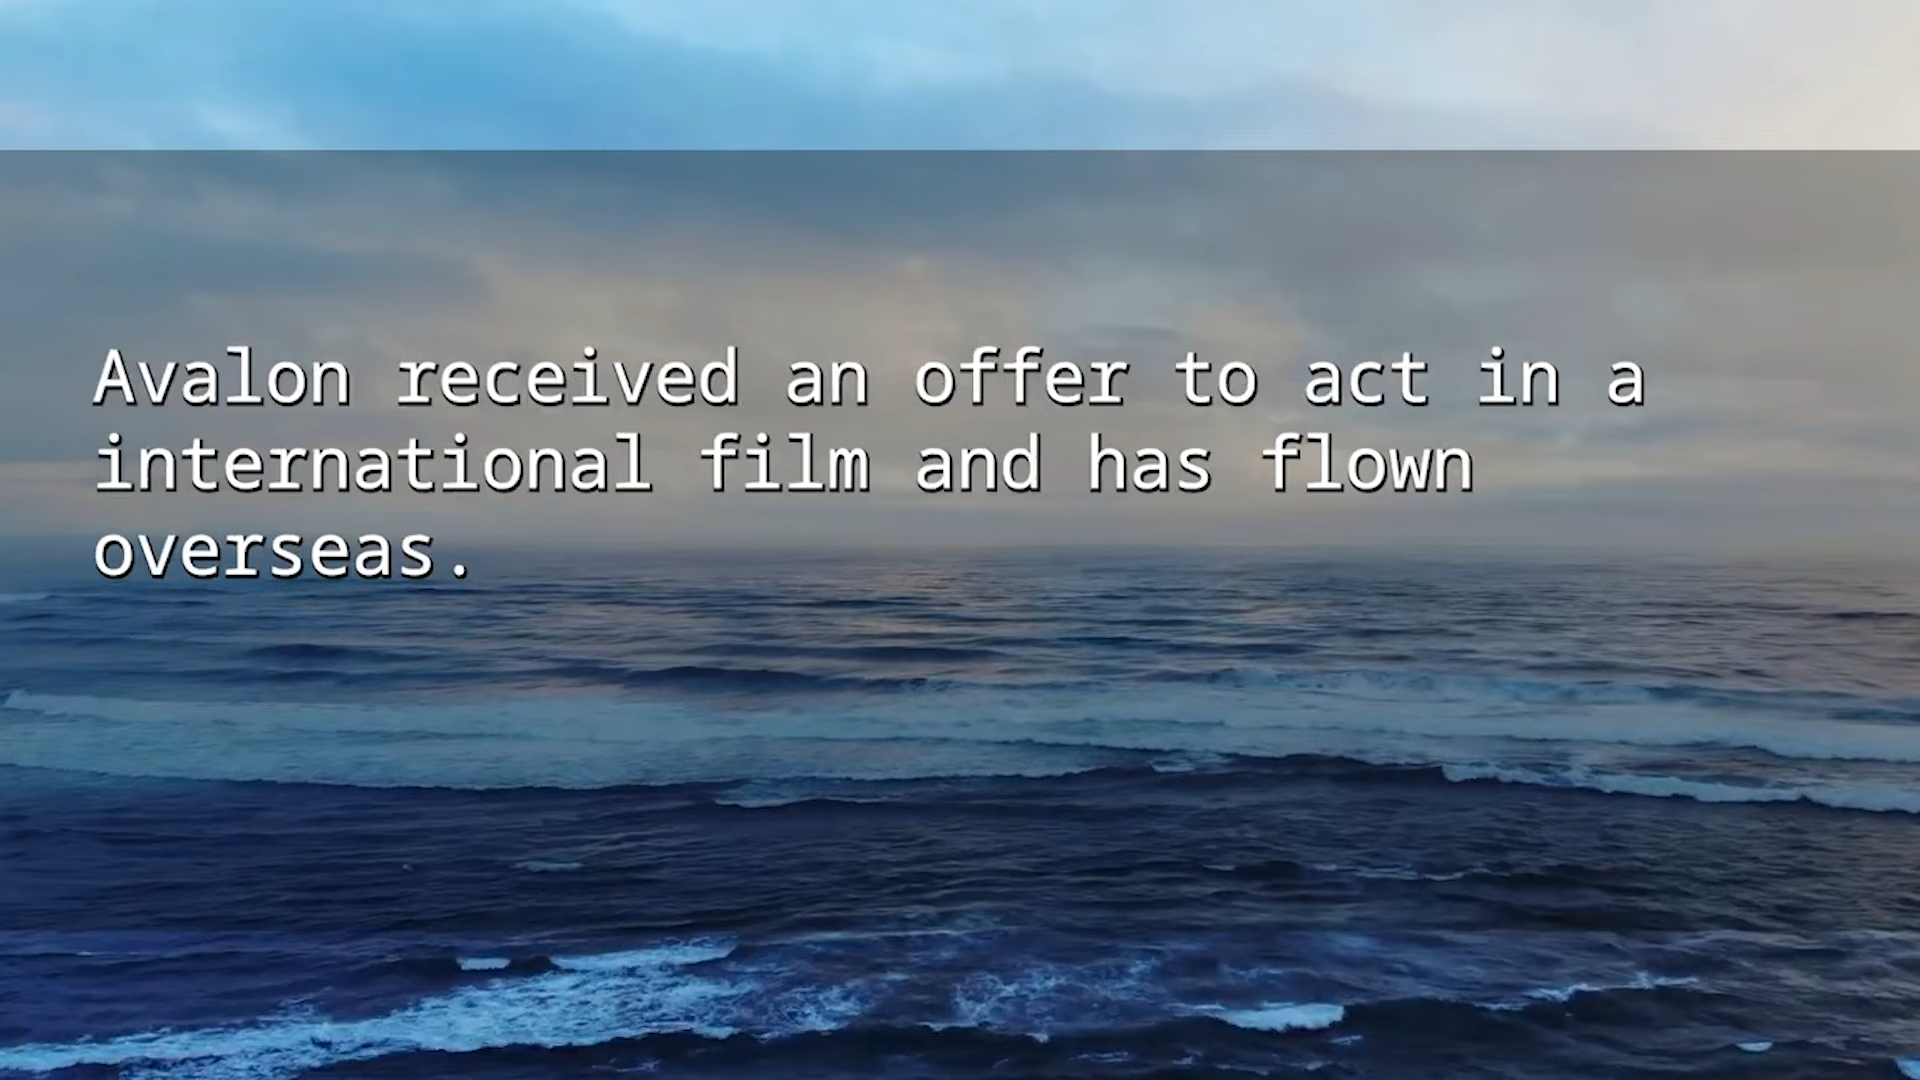 Avalon received an offer to act in a
international film and has flown
overseas.